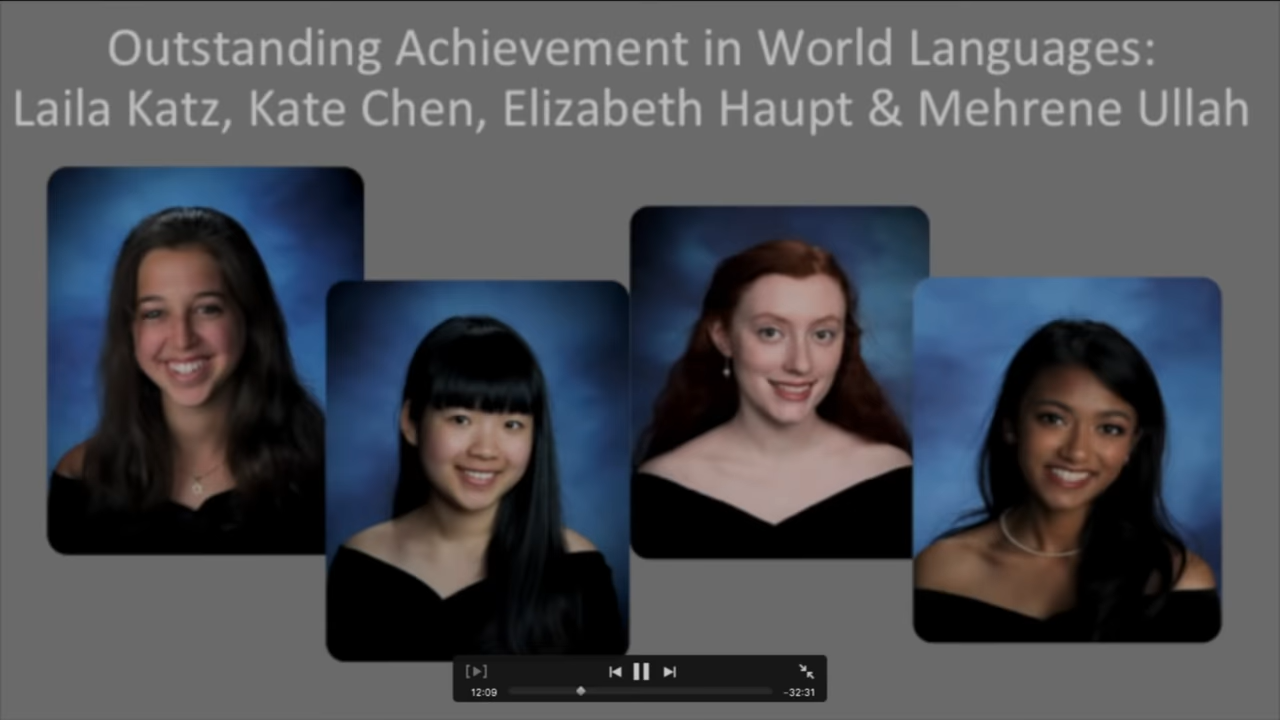 Outstanding Achievement in World Languages:
Laila Katz, Kate Chen, Elizabeth Haupt & Mehrene Ullah
12:09
-32:31